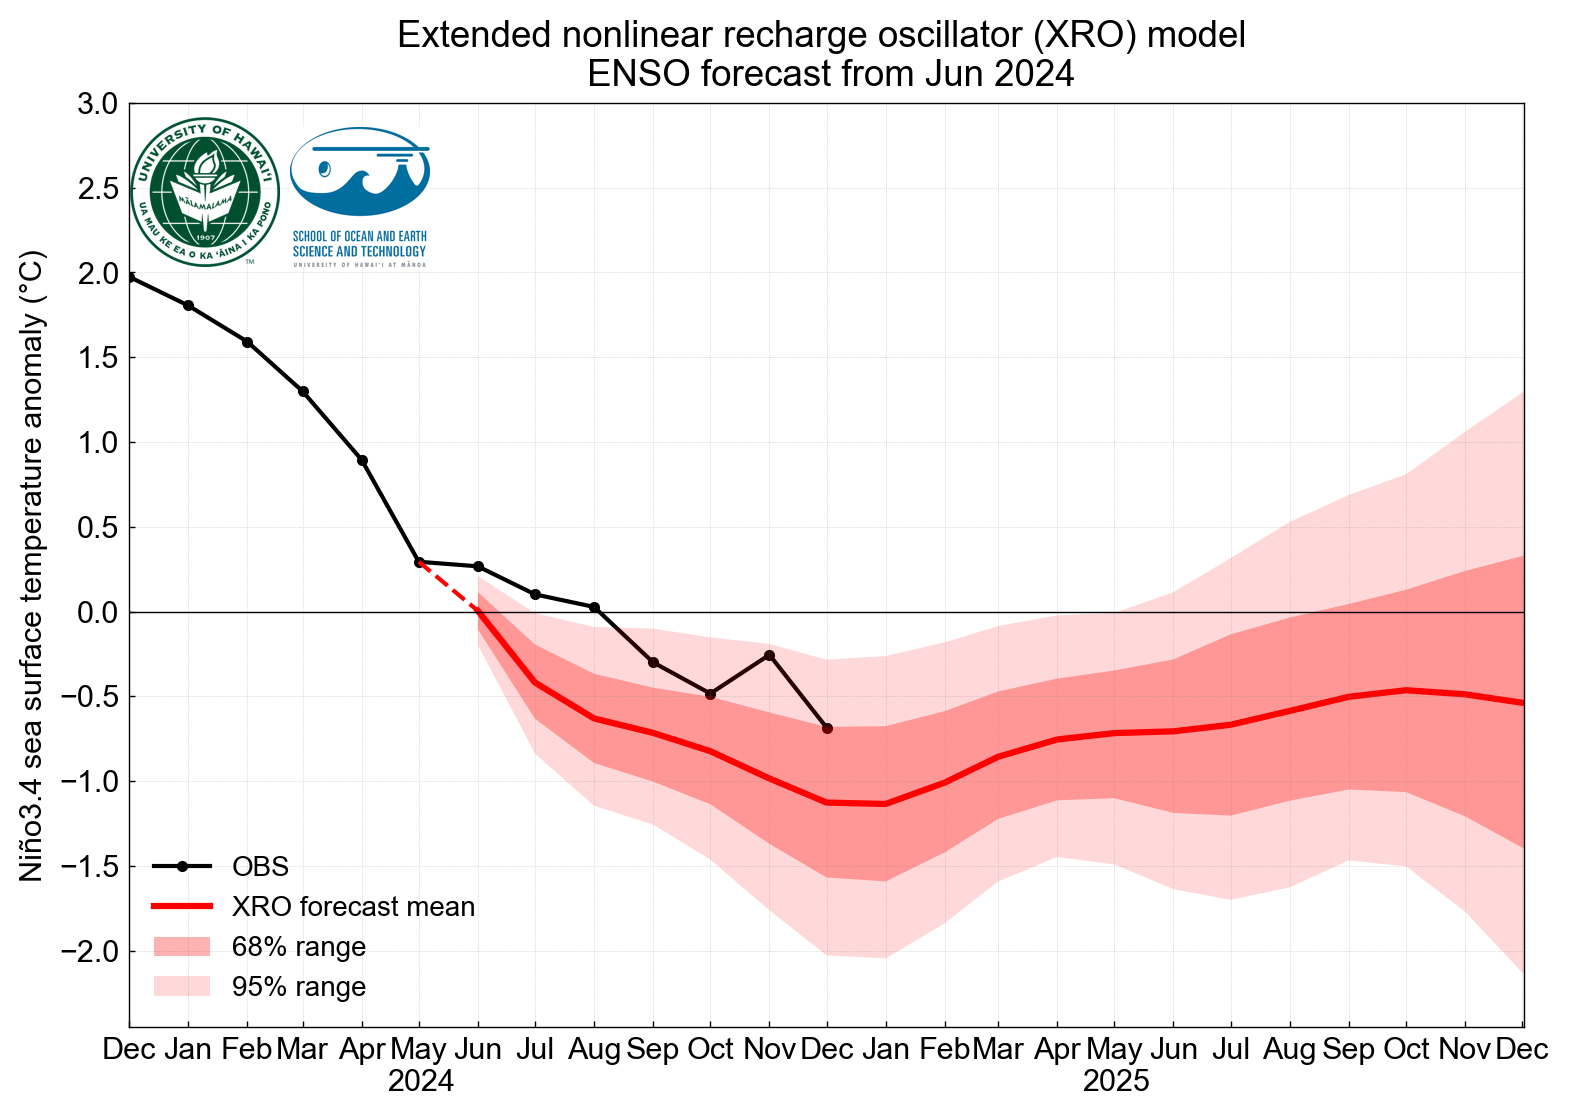 Extended nonlinear recharge oscillator (XRO) model
ENSO forecast from Jun 2024
UNIVERSITY OF HAWAIʻI
MĀLAMALAMA
1907
UA MAU KE EA O KA ʻĀINA I KA PONO
TM
SCHOOL OF OCEAN AND EARTH
SCIENCE AND TECHNOLOGY
UNIVERSITY OF HAWAI'I AT MĀNOA
Niño3.4 sea surface temperature anomaly (°C)
3.0
2.5
2.0
1.5
1.0
0.5
0.0
−0.5
−1.0
−1.5
−2.0
OBS
XRO forecast mean
68% range
95% range
Dec Jan Feb Mar Apr May Jun Jul Aug Sep Oct Nov Dec Jan Feb Mar Apr May Jun Jul Aug Sep Oct Nov Dec
2024 2025